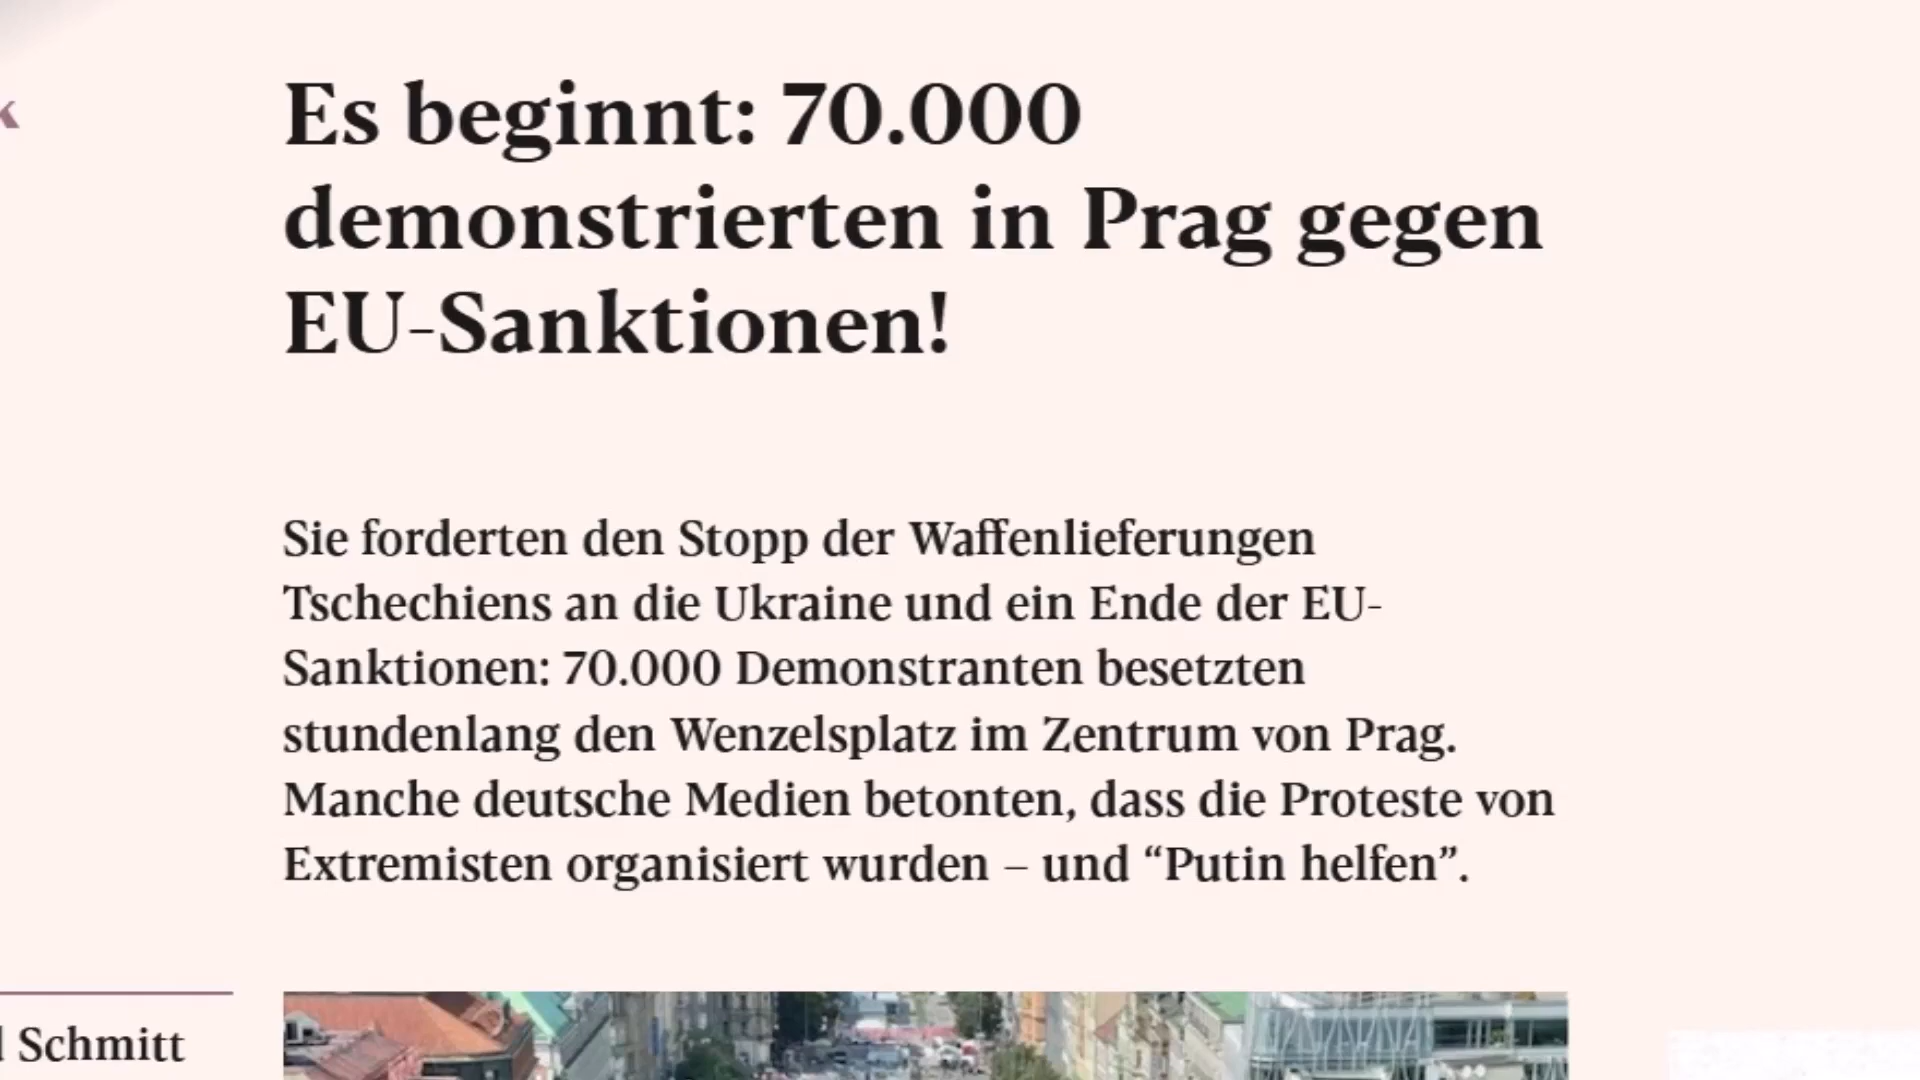 Es beginnt: 70.000
demonstrierten in Prag gegen
EU-Sanktionen!
Sie forderten den Stopp der Waffenlieferungen
Tschechiens an die Ukraine und ein Ende der EU-
Sanktionen: 70.000 Demonstranten besetzten
stundenlang den Wenzelsplatz im Zentrum von Prag.
Manche deutsche Medien betonten, dass die Proteste von
Extremisten organisiert wurden – und “Putin helfen”.
Schmitt